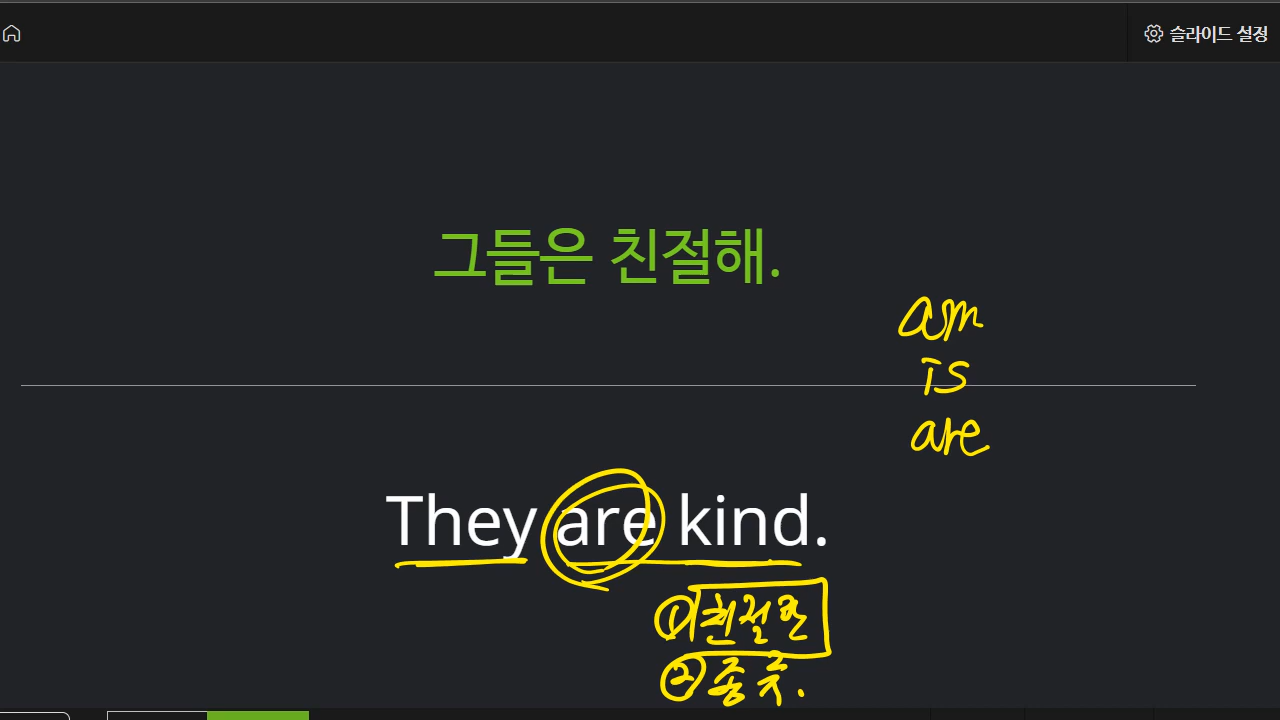 슬라이드 설정
그들은 친절해.
am
is
are
They are kind.
① 친절한
② 종류.